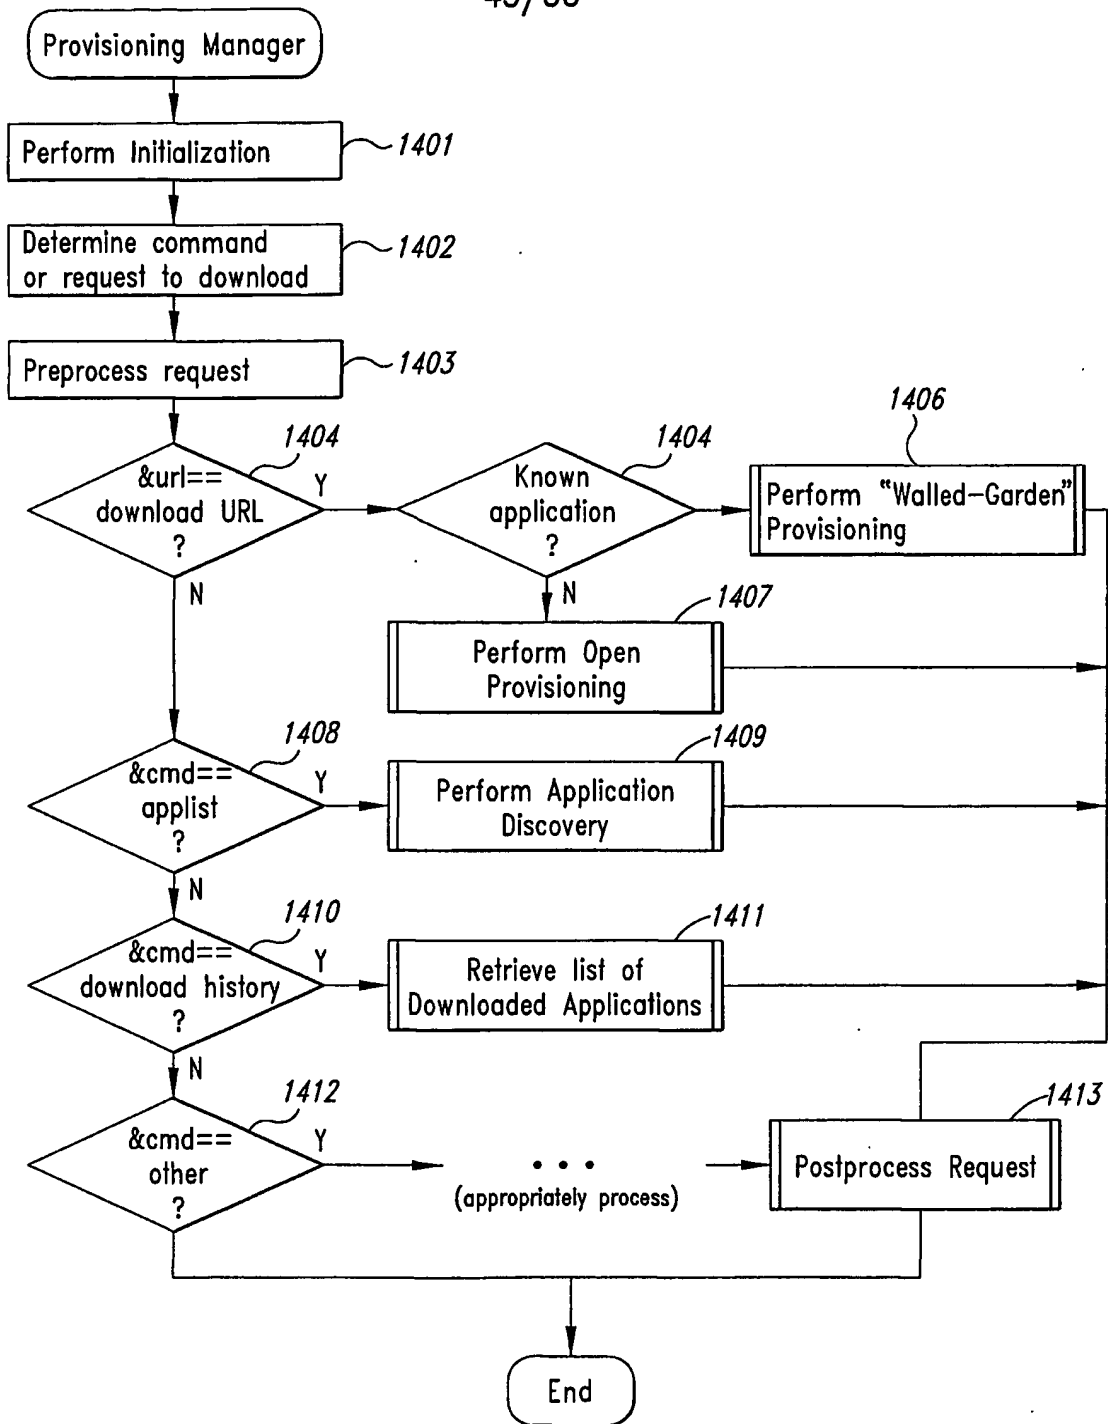 Provisioning Manager
Perform Initialization
1401
Determine command
or request to download
1402
Preprocess request
1403
&url==
download URL
?
1404
Y
N
Known
application
?
1404
N
1406
Perform “Walled-Garden”
Provisioning
1407
Perform Open
Provisioning
&cmd==
applist
?
1408
Y
N
1409
Perform Application
Discovery
&cmd==
download history
?
1410
Y
N
1411
Retrieve list of
Downloaded Applications
&cmd==
other
?
1412
Y
• • •
(appropriately process)
1413
Postprocess Request
End